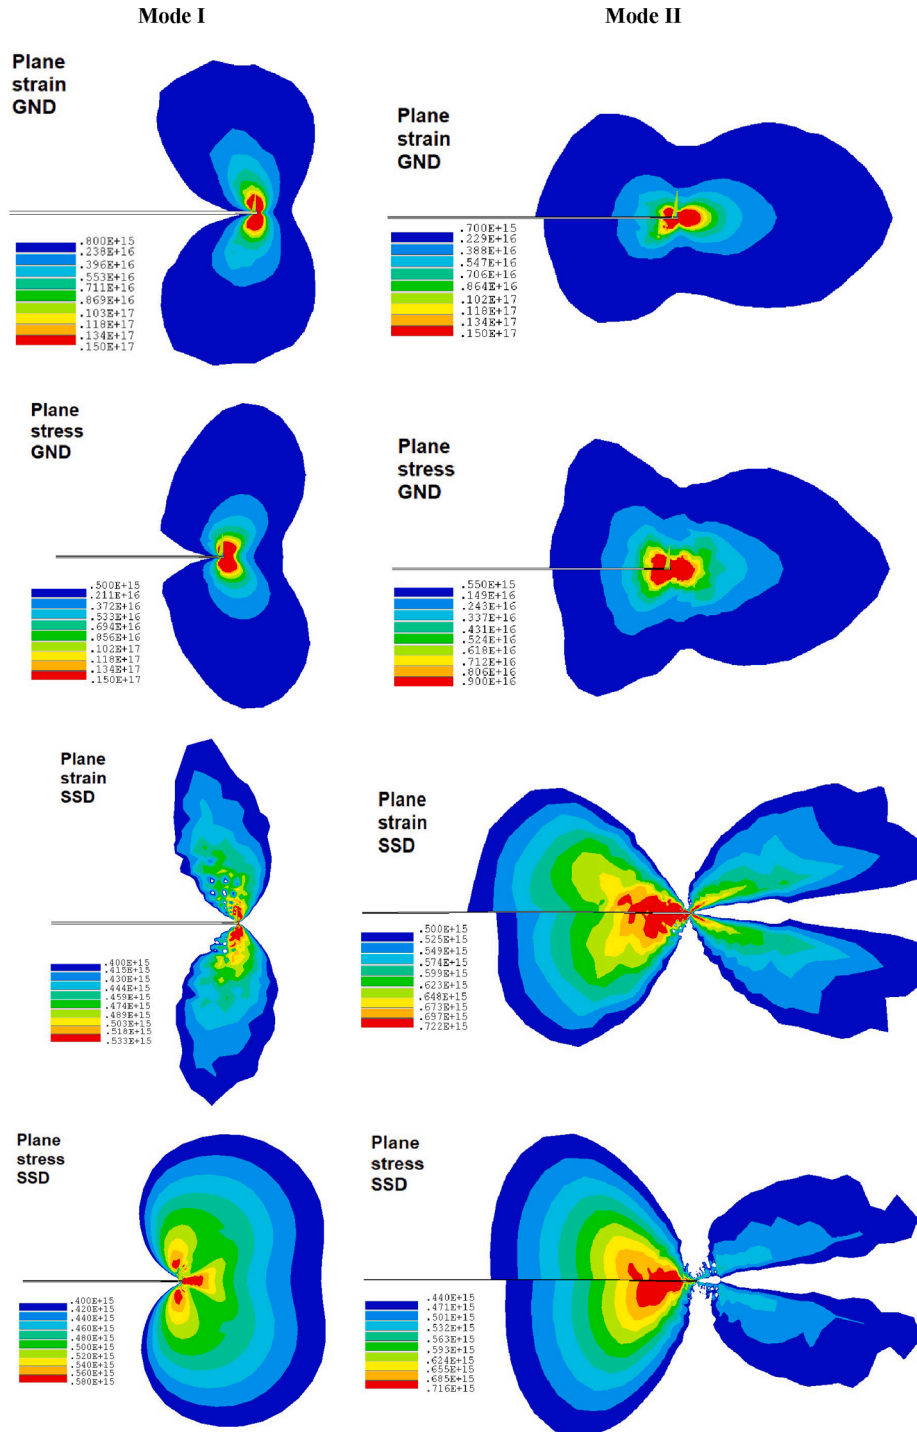 Mode I
Mode II
Plane
strain
GND
.800E+15
.238E+16
.396E+16
.553E+16
.711E+16
.869E+16
.103E+17
.118E+17
.134E+17
.150E+17
Plane
strain
GND
.700E+15
.229E+16
.388E+16
.547E+16
.706E+16
.864E+16
.102E+17
.118E+17
.134E+17
.150E+17
Plane
stress
GND
.500E+15
.211E+16
.372E+16
.533E+16
.694E+16
.856E+16
.102E+17
.118E+17
.134E+17
.150E+17
Plane
stress
GND
.550E+15
.149E+16
.243E+16
.337E+16
.431E+16
.524E+16
.618E+16
.712E+16
.806E+16
.900E+16
Plane
strain
SSD
.400E+15
.415E+15
.430E+15
.444E+15
.459E+15
.474E+15
.489E+15
.503E+15
.518E+15
.533E+15
Plane
strain
SSD
.500E+15
.525E+15
.549E+15
.574E+15
.599E+15
.623E+15
.648E+15
.673E+15
.697E+15
.722E+15
Plane
stress
SSD
.400E+15
.420E+15
.440E+15
.460E+15
.480E+15
.500E+15
.520E+15
.540E+15
.560E+15
.580E+15
Plane
stress
SSD
.440E+15
.471E+15
.501E+15
.532E+15
.563E+15
.593E+15
.624E+15
.655E+15
.685E+15
.716E+15